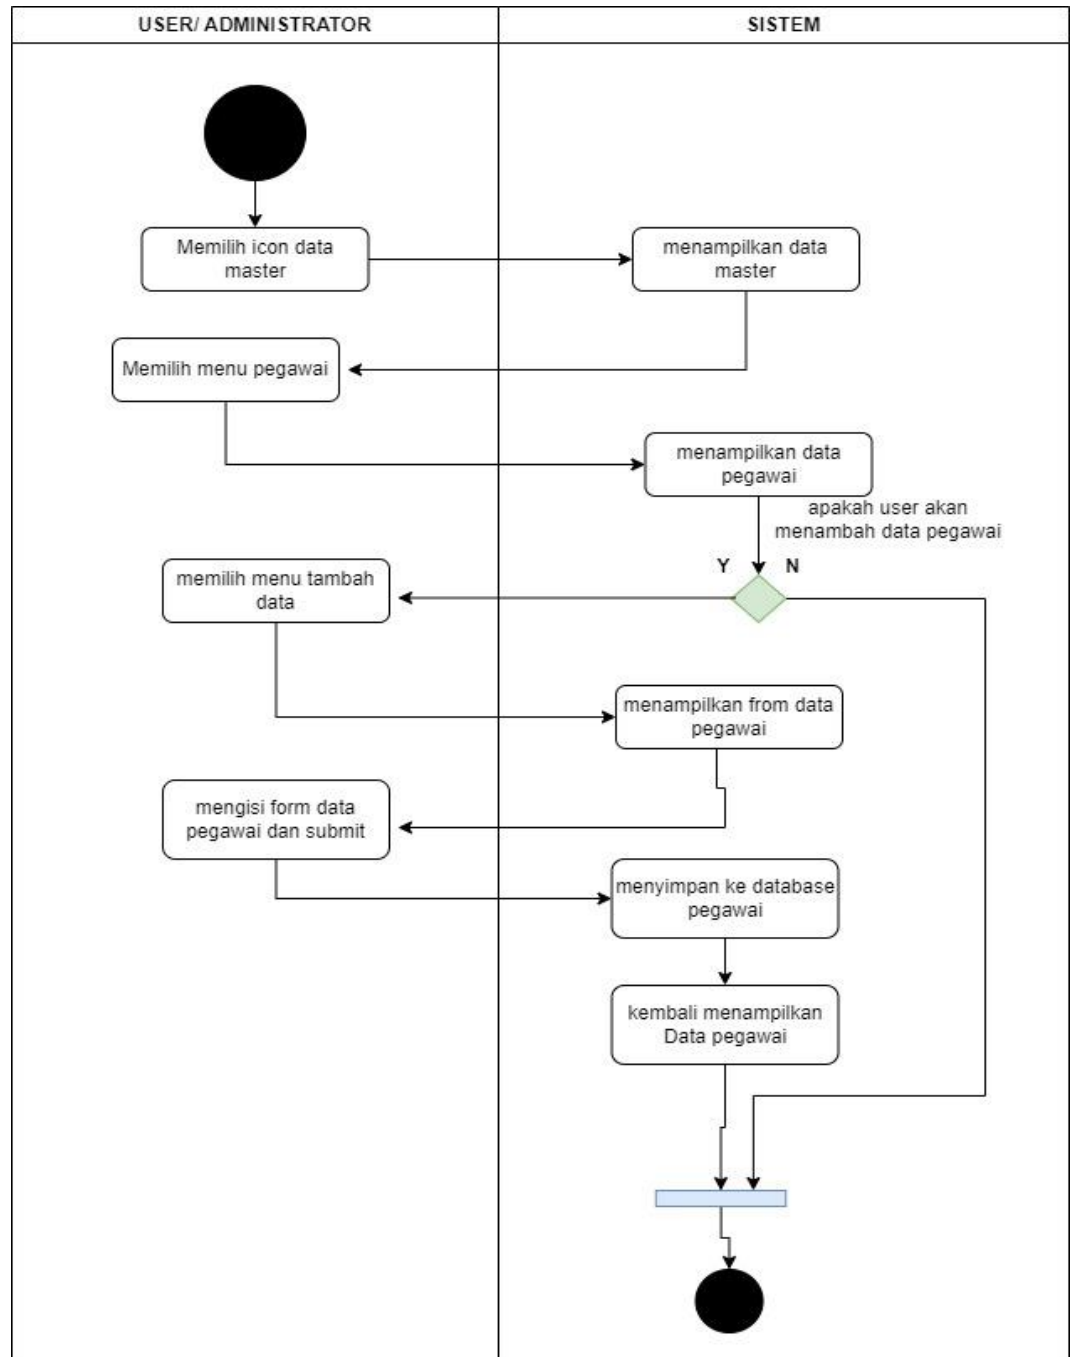 USER/ ADMINISTRATOR
SISTEM
Memilih icon data
master
menampilkan data
master
Memilih menu pegawai
menampilkan data
pegawai
apakah user akan
menambah data pegawai
Y
N
memilih menu tambah
data
menampilkan from data
pegawai
mengisi form data
pegawai dan submit
menyimpan ke database
pegawai
kembali menampilkan
Data pegawai